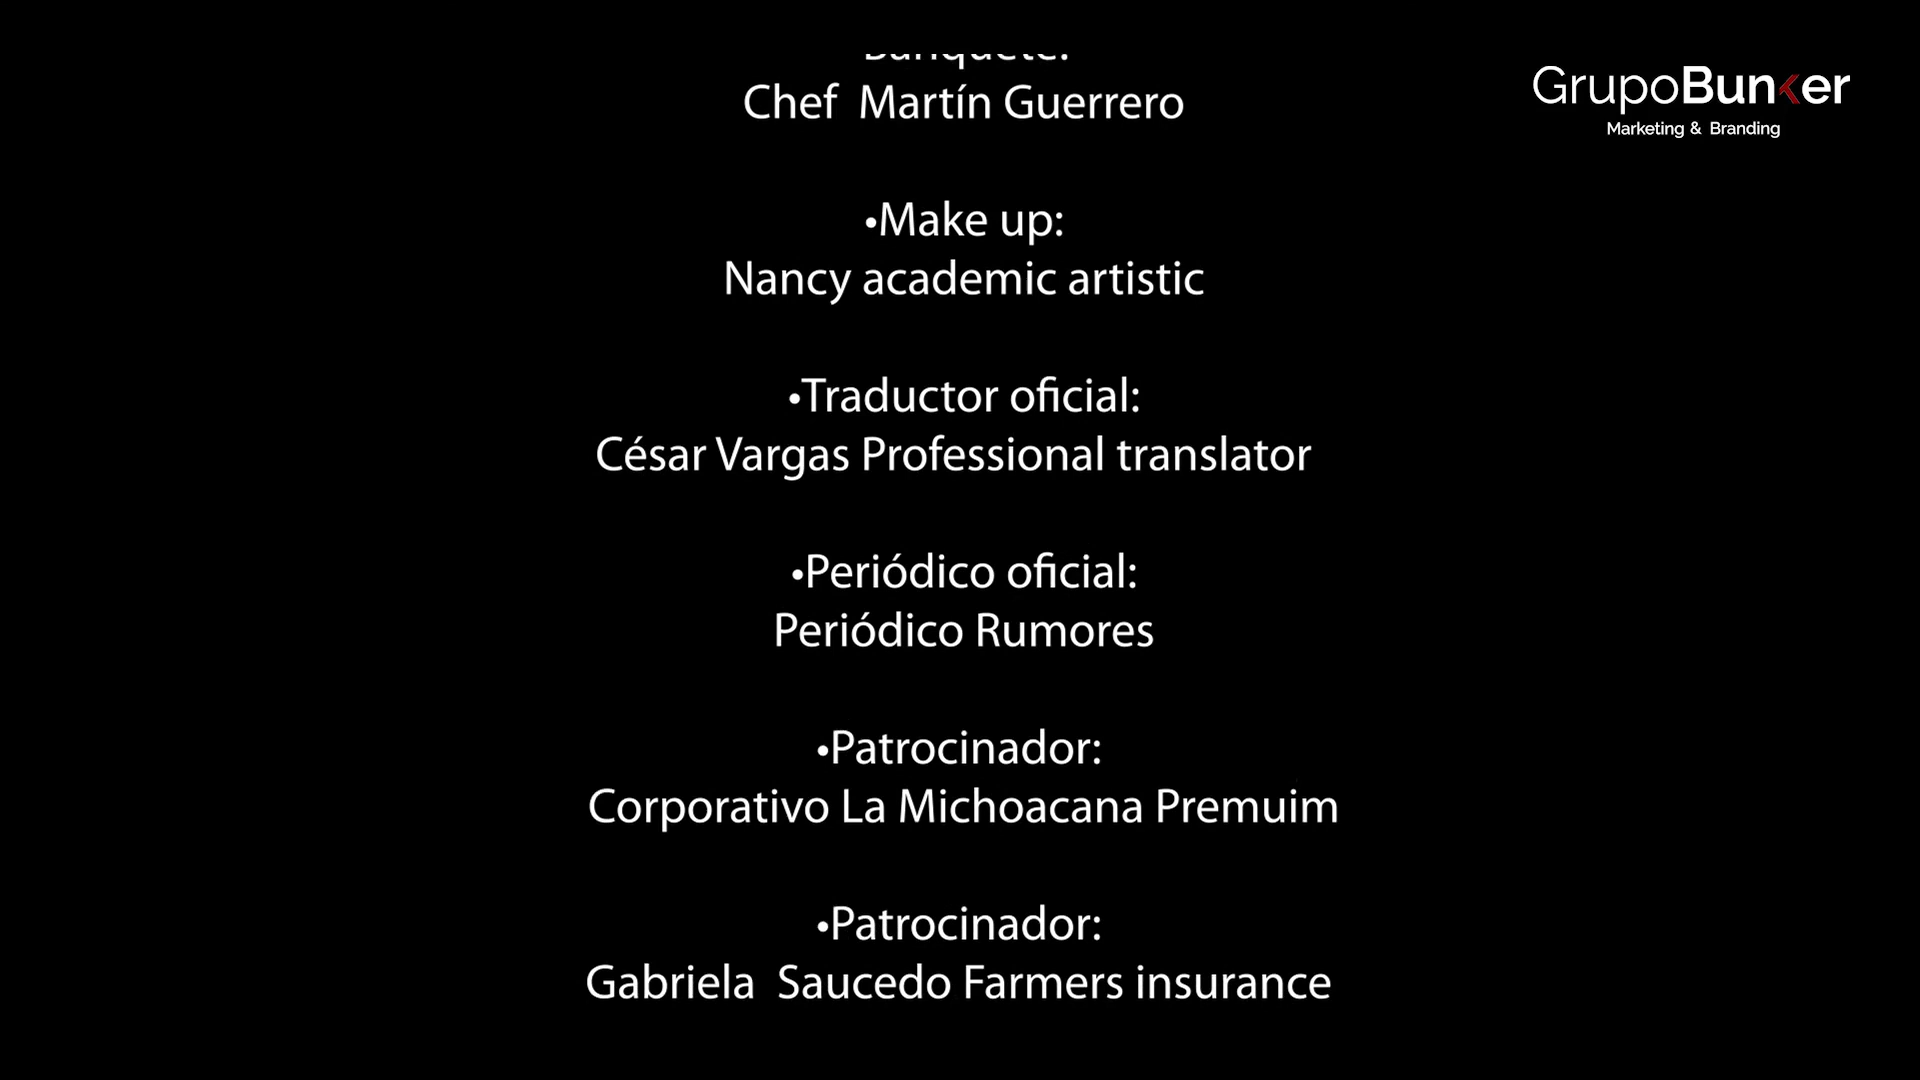 Banquete:
Chef Martín Guerrero
GrupoBunker
Marketing & Branding
•Make up:
Nancy academic artistic
•Traductor oficial:
César Vargas Professional translator
•Periódico oficial:
Periódico Rumores
•Patrocinador:
Corporativo La Michoacana Premuim
•Patrocinador:
Gabriela Saucedo Farmers insurance